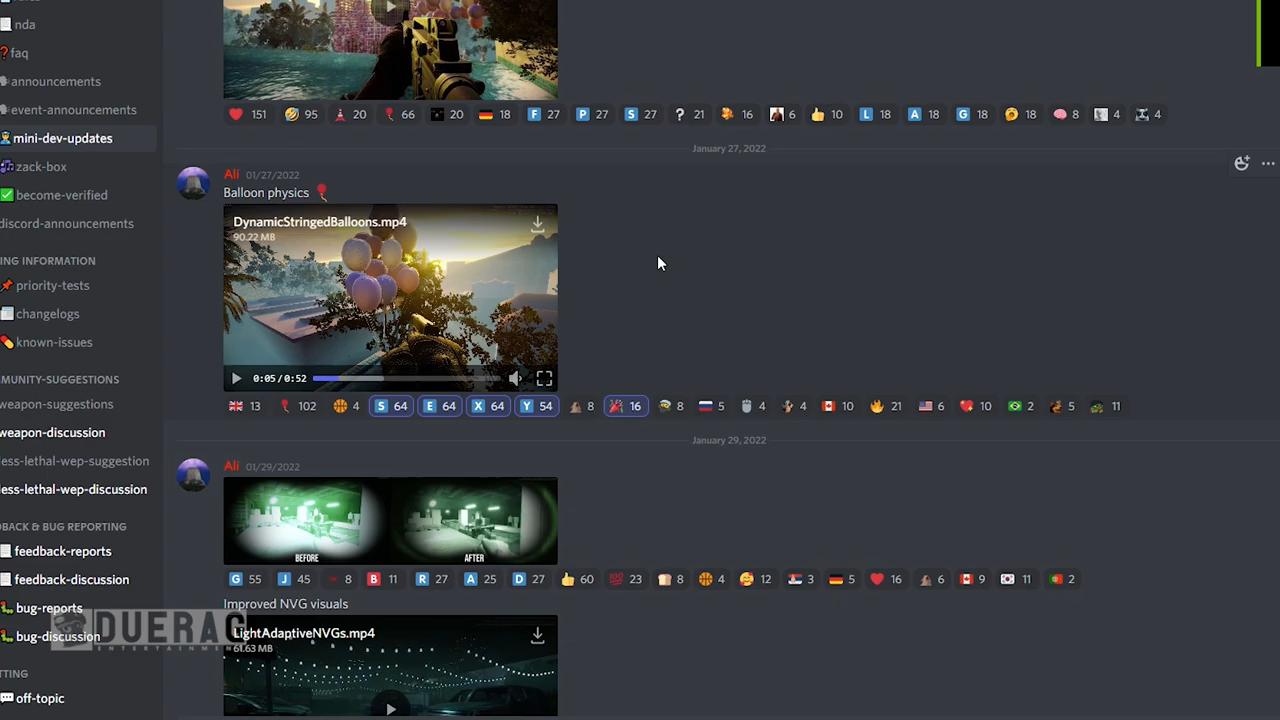 nda
faq
announcements
event-announcements
mini-dev-updates
zack-box
become-verified
discord-announcements
ING INFORMATION
priority-tests
changelogs
known-issues
MUNITY-SUGGESTIONS
weapon-suggestions
weapon-discussion
less-lethal-wep-suggestion
less-lethal-wep-discussion
DBACK & BUG REPORTING
feedback-reports
feedback-discussion
bug-reports
bug-discussion
TTING
off-topic
151 95 20 66 20 18 F 27 P 27 S 27 ? 21 16 6 10 L 18 A 18 G 18 18 8 4 4
January 27, 2022
Ali 01/27/2022
Balloon physics
DynamicStringedBalloons.mp4
90.22 MB
0:05/0:52
13 102 4 S 64 E 64 X 64 Y 54 8 16 8 5 4 4 10 21 6 10 2 5 11
January 29, 2022
Ali 01/29/2022
BEFORE AFTER
G 55 J 45 8 B 11 R 27 A 25 D 27 60 23 8 4 12 3 5 16 6 9 11 2
Improved NVG visuals
LightAdaptiveNVGs.mp4
61.63 MB
DUERAG
ENTERTAINMENT